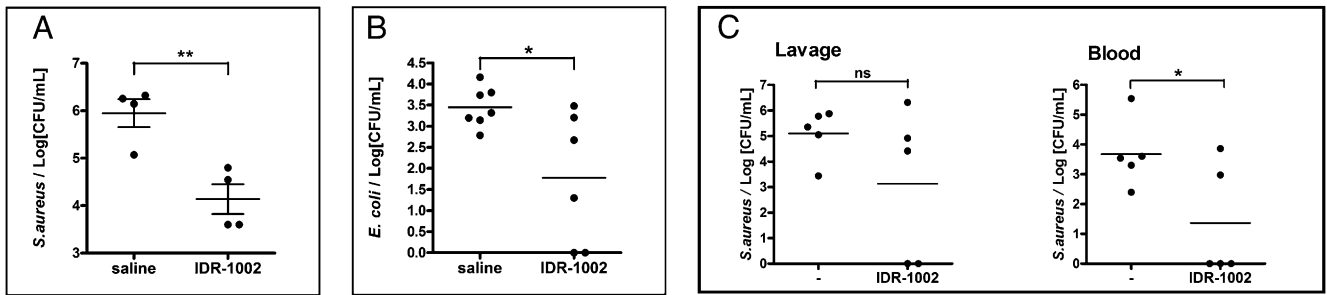 A
**
S.aureus / Log[CFU/mL]
7
6
5
4
3
saline IDR-1002
B
*
E. coli / Log[CFU/mL]
4.5
4.0
3.5
3.0
2.5
2.0
1.5
1.0
0.5
0.0
saline IDR-1002
C
Lavage
ns
S.aureus / Log [CFU/mL]
7
6
5
4
3
2
1
0
- IDR-1002
Blood
*
S.aureus / Log [CFU/mL]
6
5
4
3
2
1
0
- IDR-1002